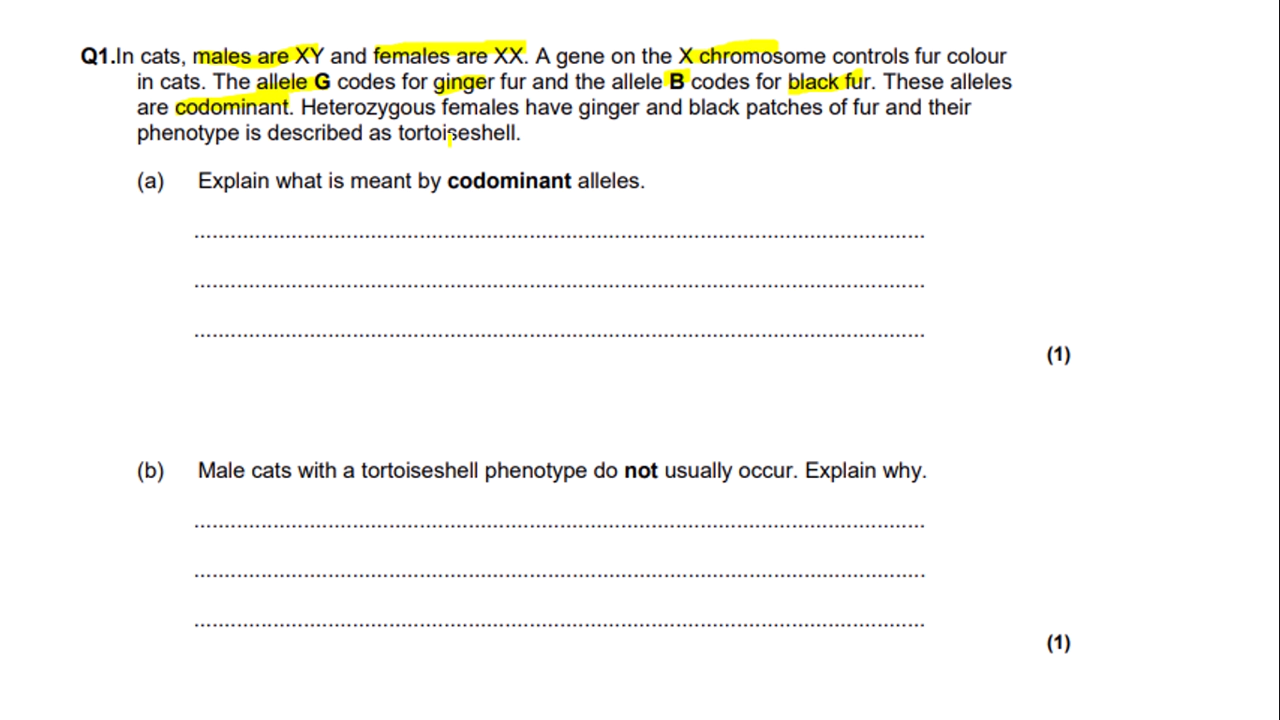 Q1.In cats, males are XY and females are XX. A gene on the X chromosome controls fur colour
in cats. The allele G codes for ginger fur and the allele B codes for black fur. These alleles
are codominant. Heterozygous females have ginger and black patches of fur and their
phenotype is described as tortoiseshell.
(a) Explain what is meant by codominant alleles.
........................................................................................................................
........................................................................................................................
........................................................................................................................
(1)
(b) Male cats with a tortoiseshell phenotype do not usually occur. Explain why.
........................................................................................................................
........................................................................................................................
........................................................................................................................
(1)